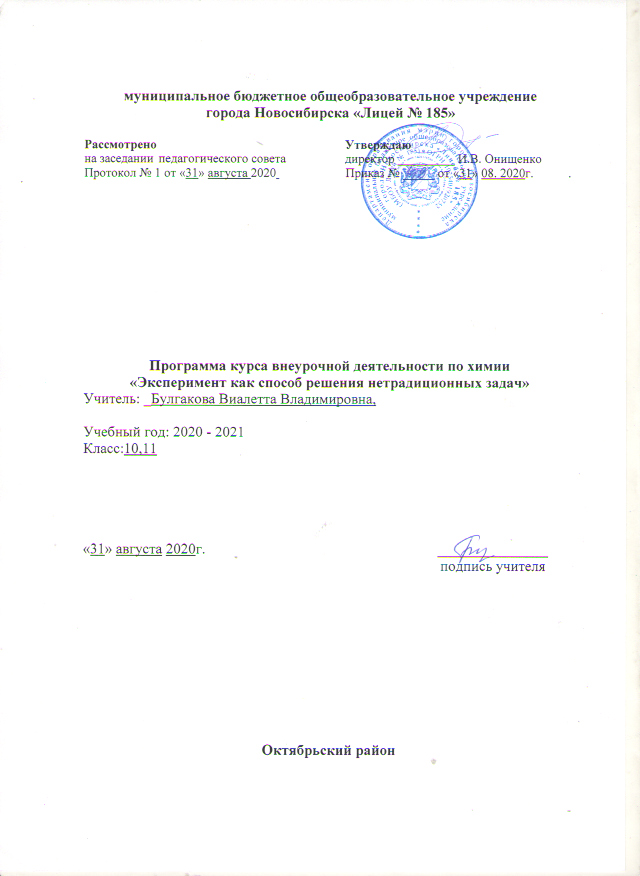 муниципальное бюджетное общеобразовательное учреждение
города Новосибирска «Лицей № 185»
Рассмотрено
на заседании педагогического совета
Протокол № 1 от «31» августа 2020
Утверждаю
директор И.В. Онищенко
Приказ № от «31» 08. 2020г.
Программа курса внеурочной деятельности по химии
«Эксперимент как способ решения нетрадиционных задач»
Учитель: Булгакова Виалетта Владимировна,
Учебный год: 2020 - 2021
Класс:10,11
«31» августа 2020г.
подпись учителя
Октябрьский район